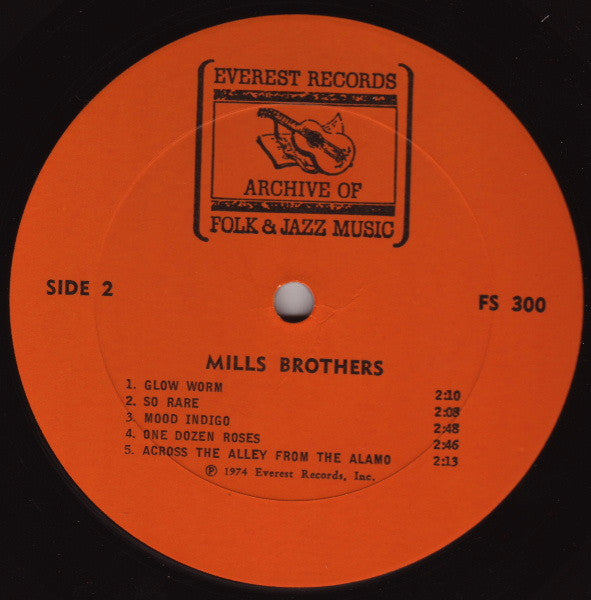 EVEREST RECORDS
ARCHIVE OF
FOLK & JAZZ MUSIC
SIDE 2
FS 300
MILLS BROTHERS
1. GLOW WORM 2:10
2. SO RARE 2:08
3. MOOD INDIGO 2:48
4. ONE DOZEN ROSES 2:46
5. ACROSS THE ALLEY FROM THE ALAMO 2:13
Ⓟ 1974 Everest Records, Inc.